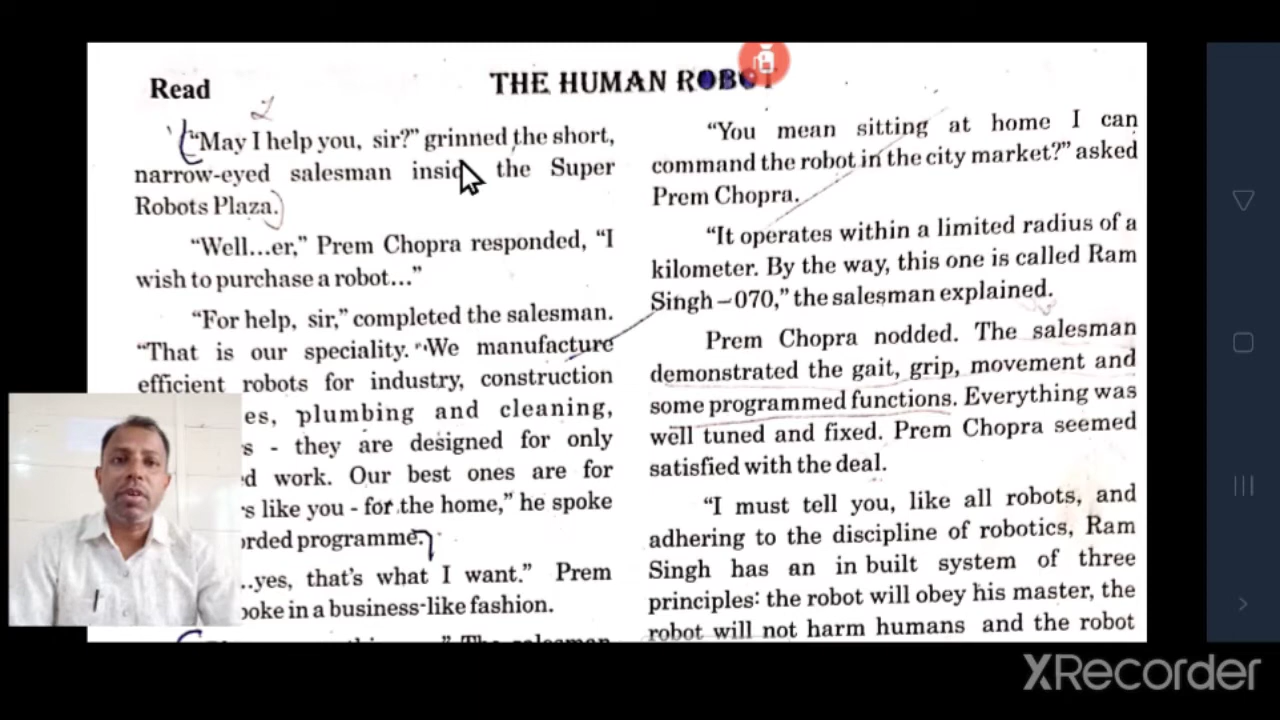 Read
THE HUMAN ROBOT
"May I help you, sir?" grinned the short,
narrow-eyed salesman insid the Super
Robots Plaza.
"Well...er," Prem Chopra responded, "I
wish to purchase a robot..."
"For help, sir," completed the salesman.
"That is our speciality. "We manufacture
efficient robots for industry, construction
es, plumbing and cleaning,
s - they are designed for only
d work. Our best ones are for
s like you - for the home," he spoke
orded programme.
...yes, that's what I want." Prem
poke in a business-like fashion.
"You mean sitting at home I can
command the robot in the city market?" asked
Prem Chopra.
"It operates within a limited radius of a
kilometer. By the way, this one is called Ram
Singh – 070," the salesman explained.
Prem Chopra nodded. The salesman
demonstrated the gait, grip, movement and
some programmed functions. Everything was
well tuned and fixed. Prem Chopra seemed
satisfied with the deal.
"I must tell you, like all robots, and
adhering to the discipline of robotics, Ram
Singh has an in built system of three
principles: the robot will obey his master, the
robot will not harm humans and the robot
XRecorder